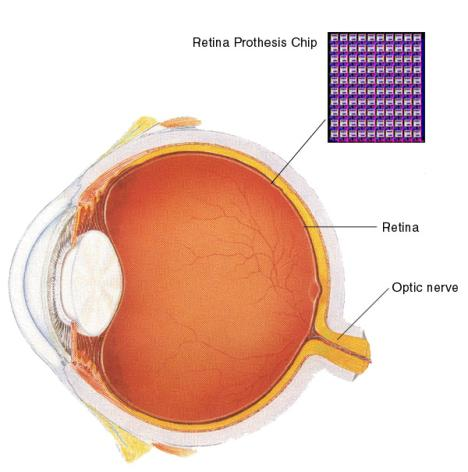 Retina Prothesis Chip
Retina
Optic nerve